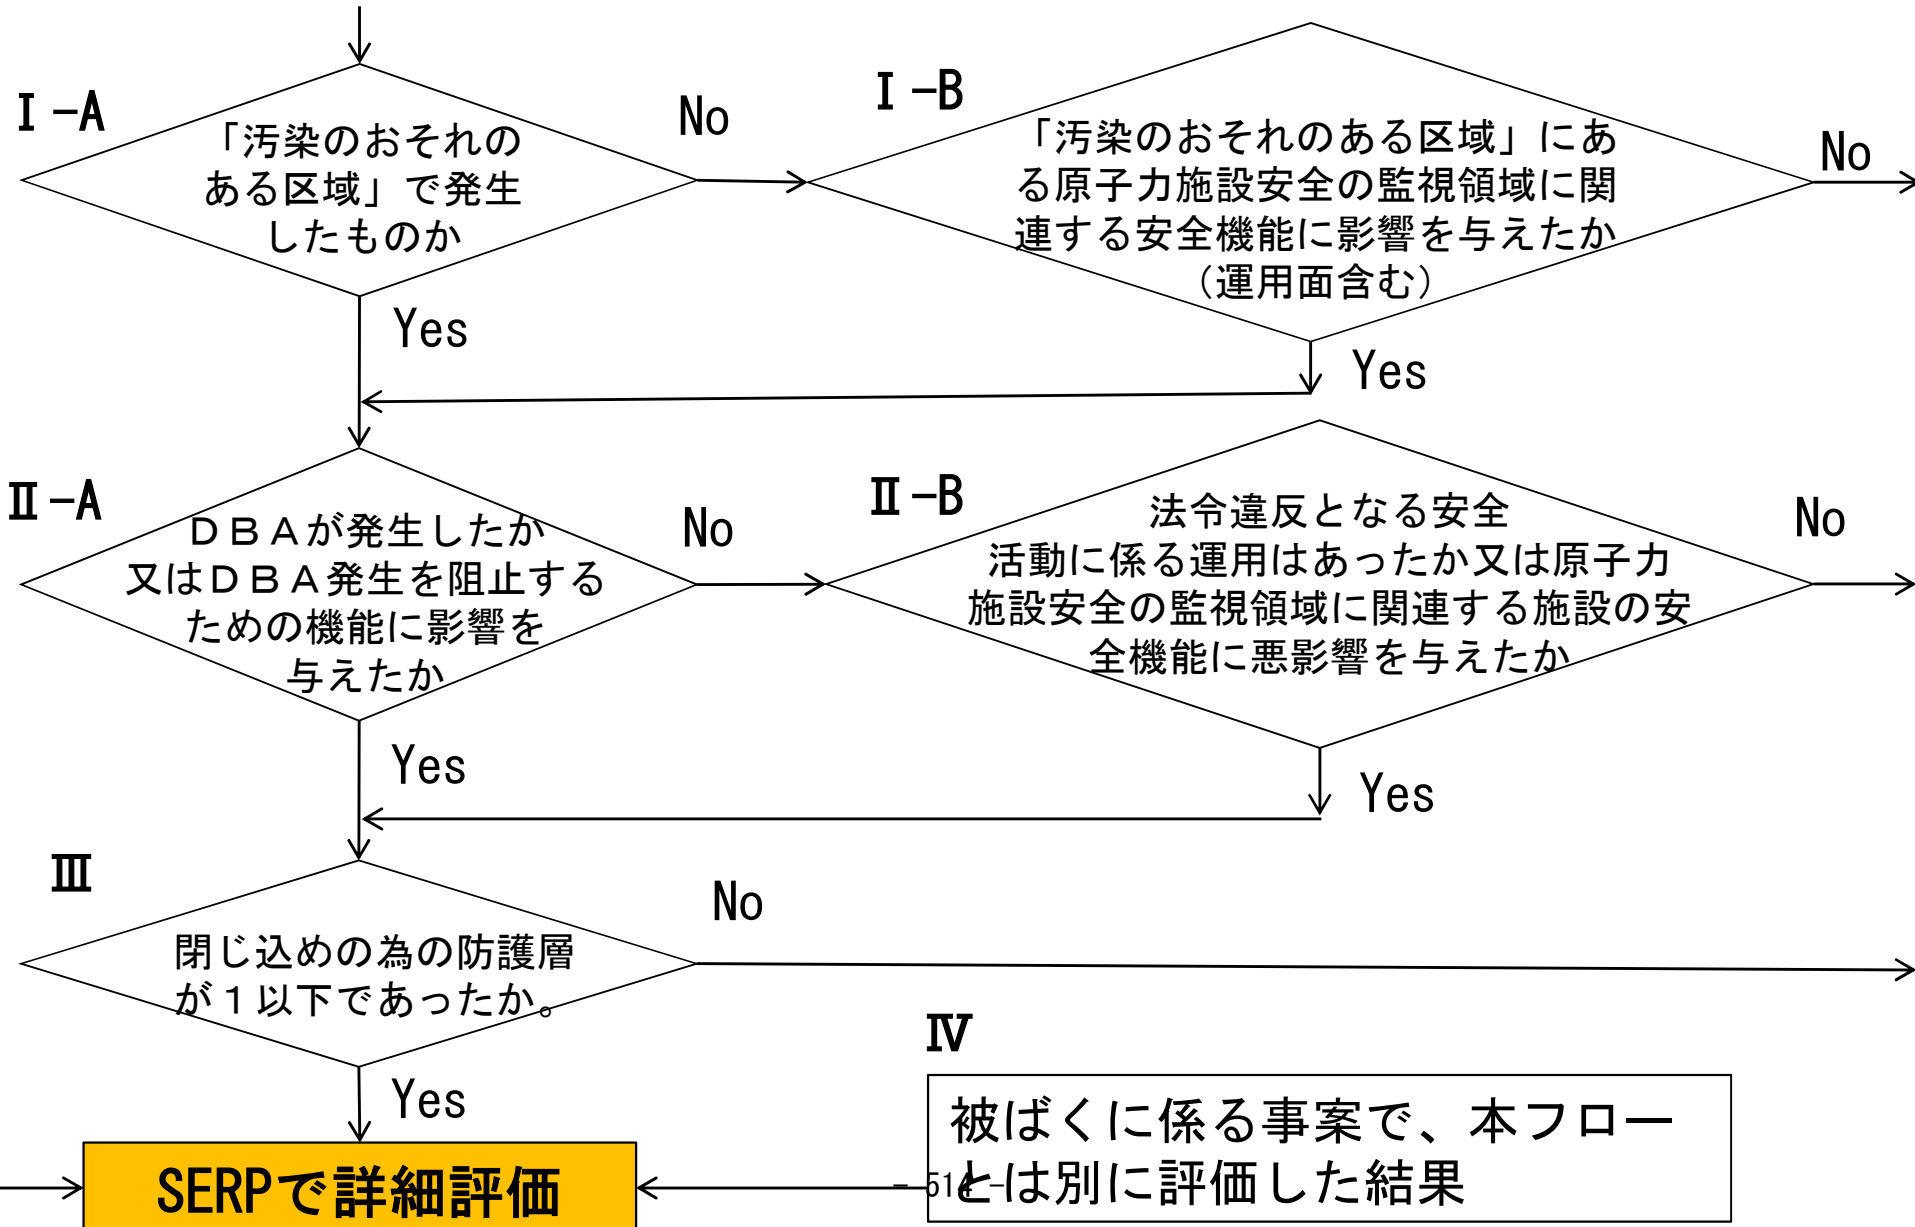 Ⅰ-A
「汚染のおそれの
ある区域」で発生
したものか
No
Ⅰ-B
「汚染のおそれのある区域」にあ
る原子力施設安全の監視領域に関
連する安全機能に影響を与えたか
(運用面含む)
No
Yes
Yes
Ⅱ-A
DBAが発生したか
又はDBA発生を阻止する
ための機能に影響を
与えたか
No
Ⅱ-B
法令違反となる安全
活動に係る運用はあったか又は原子力
施設安全の監視領域に関連する施設の安
全機能に悪影響を与えたか
No
Yes
Yes
Ⅲ
閉じ込めの為の防護層
が1以下であったか。
No
Yes
Ⅳ
被ばくに係る事案で、本フロー
とは別に評価した結果
SERPで詳細評価
- 514 -